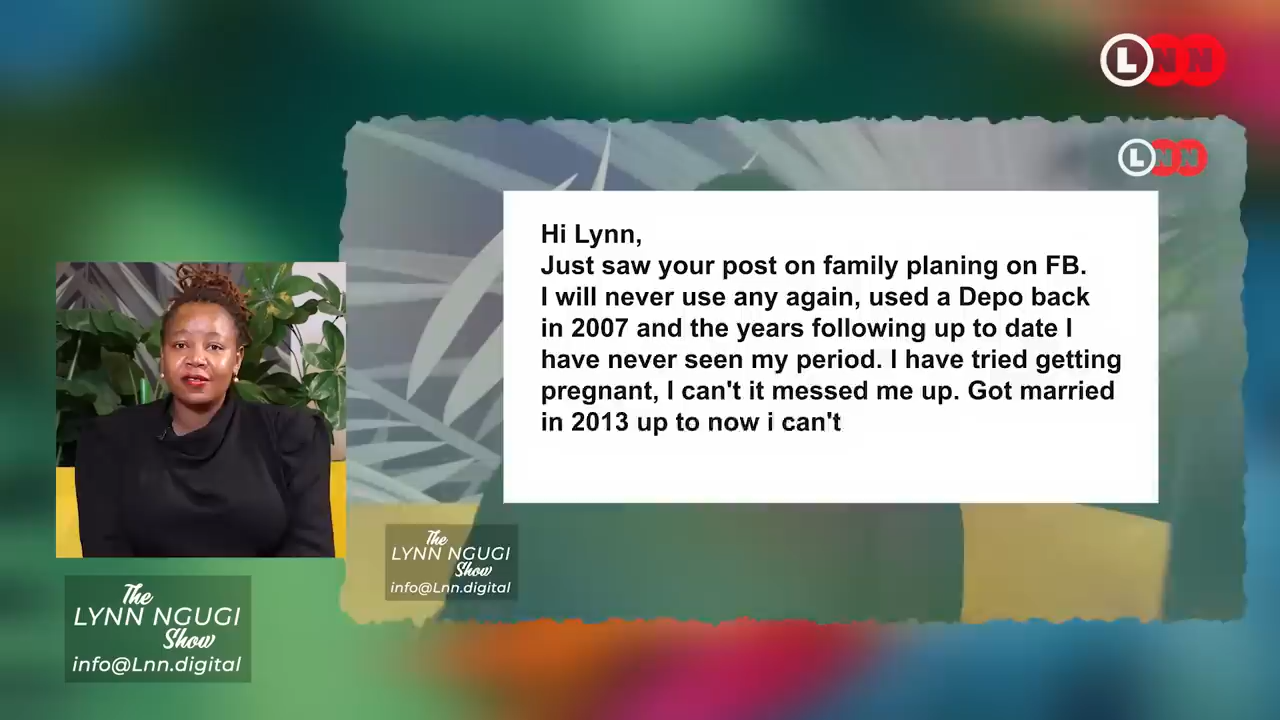 LNN
LNN
Hi Lynn,
Just saw your post on family planing on FB.
I will never use any again, used a Depo back
in 2007 and the years following up to date I
have never seen my period. I have tried getting
pregnant, I can't it messed me up. Got married
in 2013 up to now i can't
The
LYNN NGUGI
Show
info@Lnn.digital
The
LYNN NGUGI
Show
info@Lnn.digital